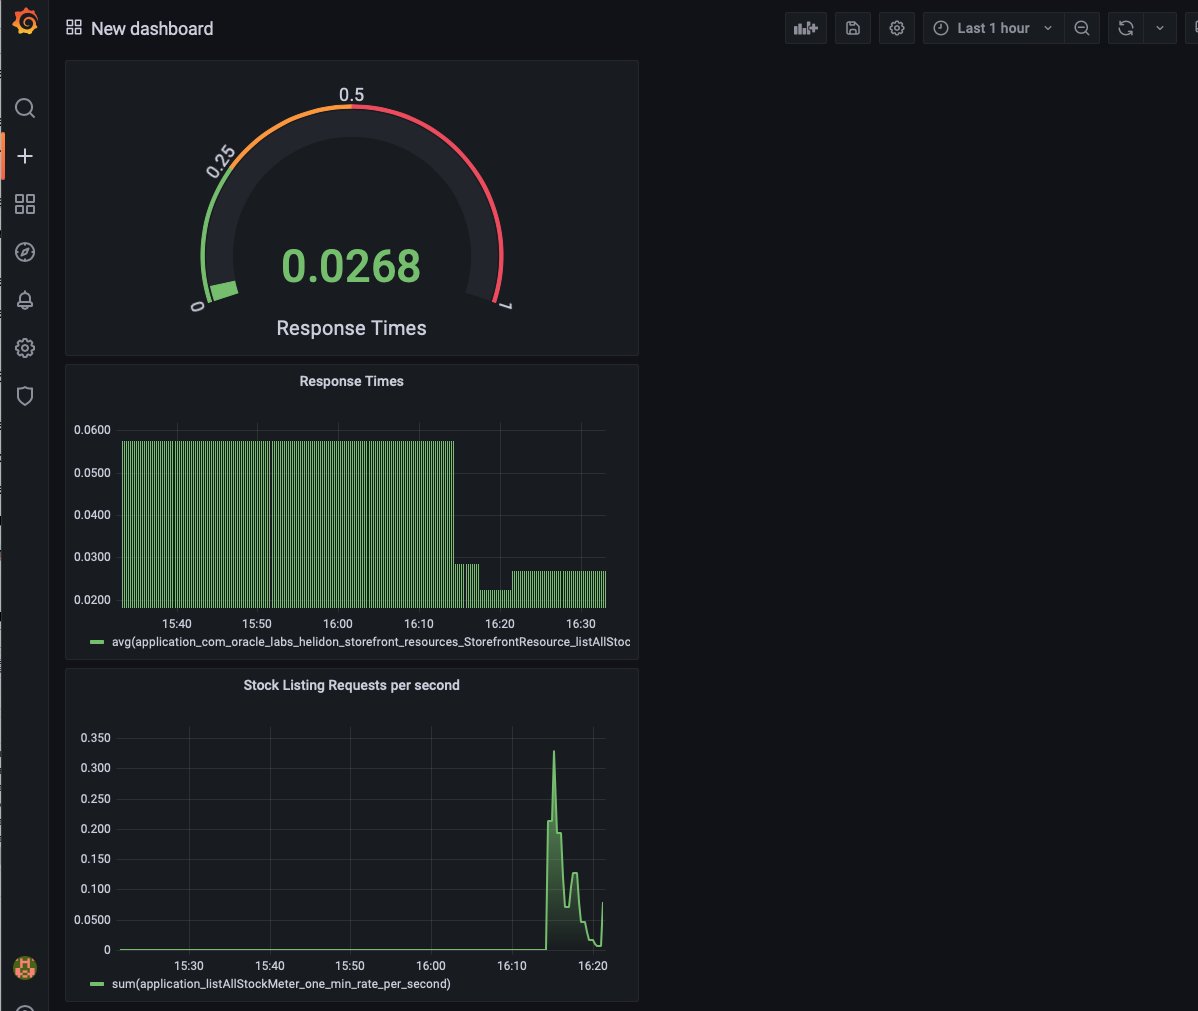 New dashboard
Last 1 hour
0.5
0.25
0.0268
0
1
Response Times
Response Times
0.0600
0.0500
0.0400
0.0300
0.0200
15:40 15:50 16:00 16:10 16:20 16:30
avg(application_com_oracle_labs_helidon_storefront_resources_StorefrontResource_listAllStoc
Stock Listing Requests per second
0.350
0.300
0.250
0.200
0.150
0.100
0.0500
0
15:30 15:40 15:50 16:00 16:10 16:20
sum(application_listAllStockMeter_one_min_rate_per_second)